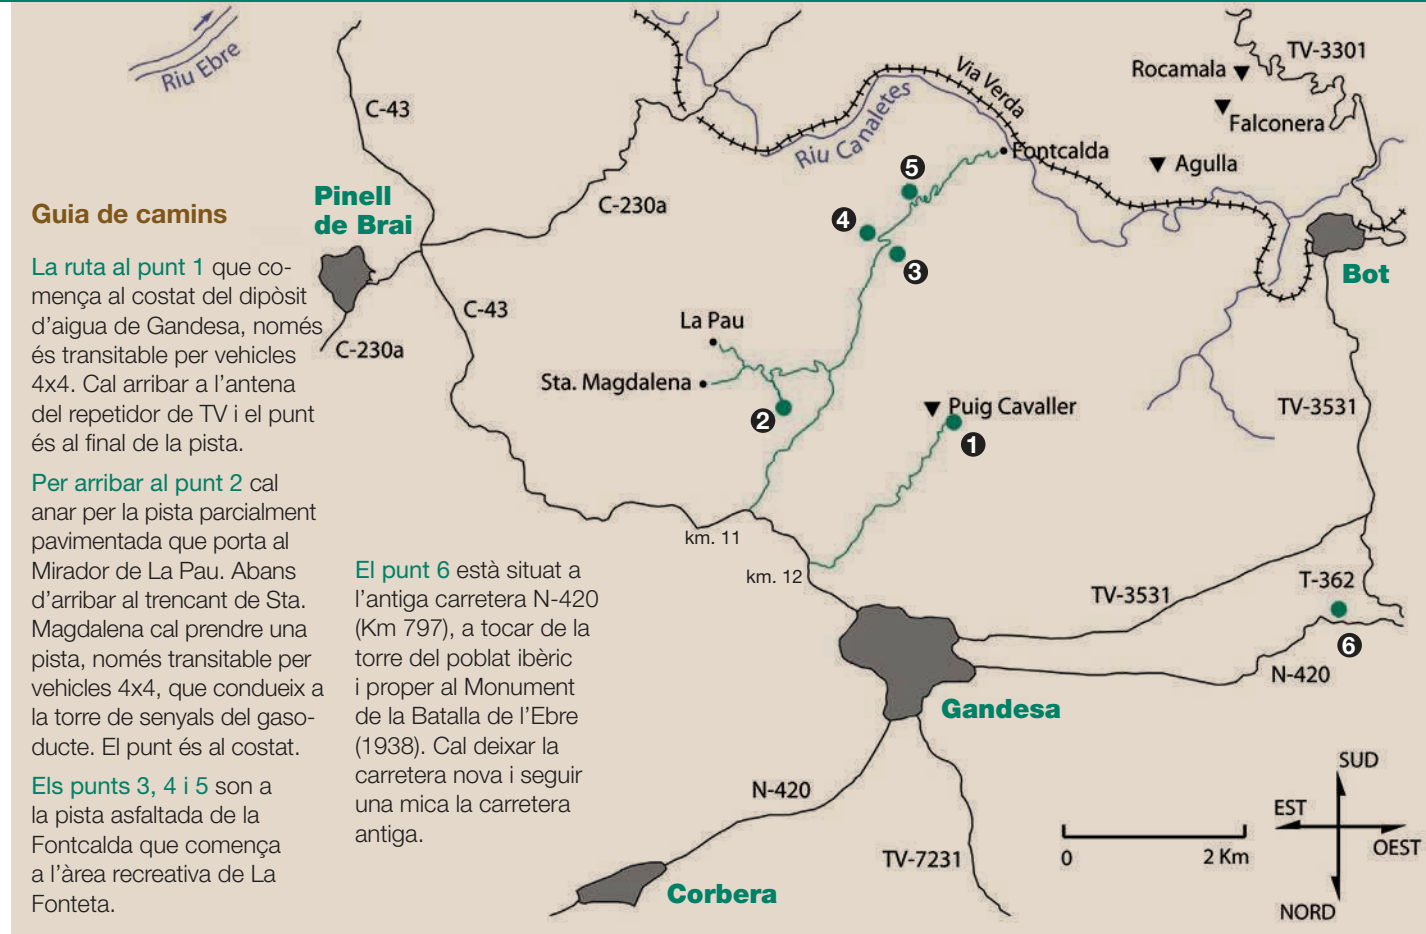 Riu Ebre
C-43
C-230a
Pinell
de Brai
C-43
C-230a
Via Verda
Riu Canaletes
Fontcalda
Rocamala
TV-3301
Falconera
Agulla
Bot
5
4
3
La Pau
Sta. Magdalena
2
Puig Cavaller
1
TV-3531
km. 11
km. 12
TV-3531
T-362
6
N-420
Gandesa
N-420
TV-7231
Corbera
0
2 Km
SUD
EST
OEST
NORD
Guia de camins
La ruta al punt 1 que co-
mença al costat del dipòsit
d'aigua de Gandesa, només
és transitable per vehicles
4x4. Cal arribar a l'antena
del repetidor de TV i el punt
és al final de la pista.
Per arribar al punt 2 cal
anar per la pista parcialment
pavimentada que porta al
Mirador de La Pau. Abans
d'arribar al trencant de Sta.
Magdalena cal prendre una
pista, només transitable per
vehicles 4x4, que condueix a
la torre de senyals del gaso-
ducte. El punt és al costat.
Els punts 3, 4 i 5 son a
la pista asfaltada de la
Fontcalda que comença
a l'àrea recreativa de La
Fonteta.
El punt 6 està situat a
l'antiga carretera N-420
(Km 797), a tocar de la
torre del poblat ibèric
i proper al Monument
de la Batalla de l'Ebre
(1938). Cal deixar la
carretera nova i seguir
una mica la carretera
antiga.